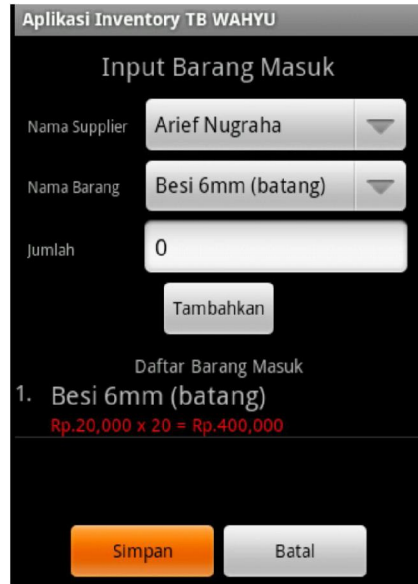 Aplikasi Inventory TB WAHYU
Input Barang Masuk
Nama Supplier Arief Nugraha
Nama Barang Besi 6mm (batang)
Jumlah 0
Tambahkan
Daftar Barang Masuk
1. Besi 6mm (batang)
Rp.20,000 x 20 = Rp.400,000
Simpan Batal